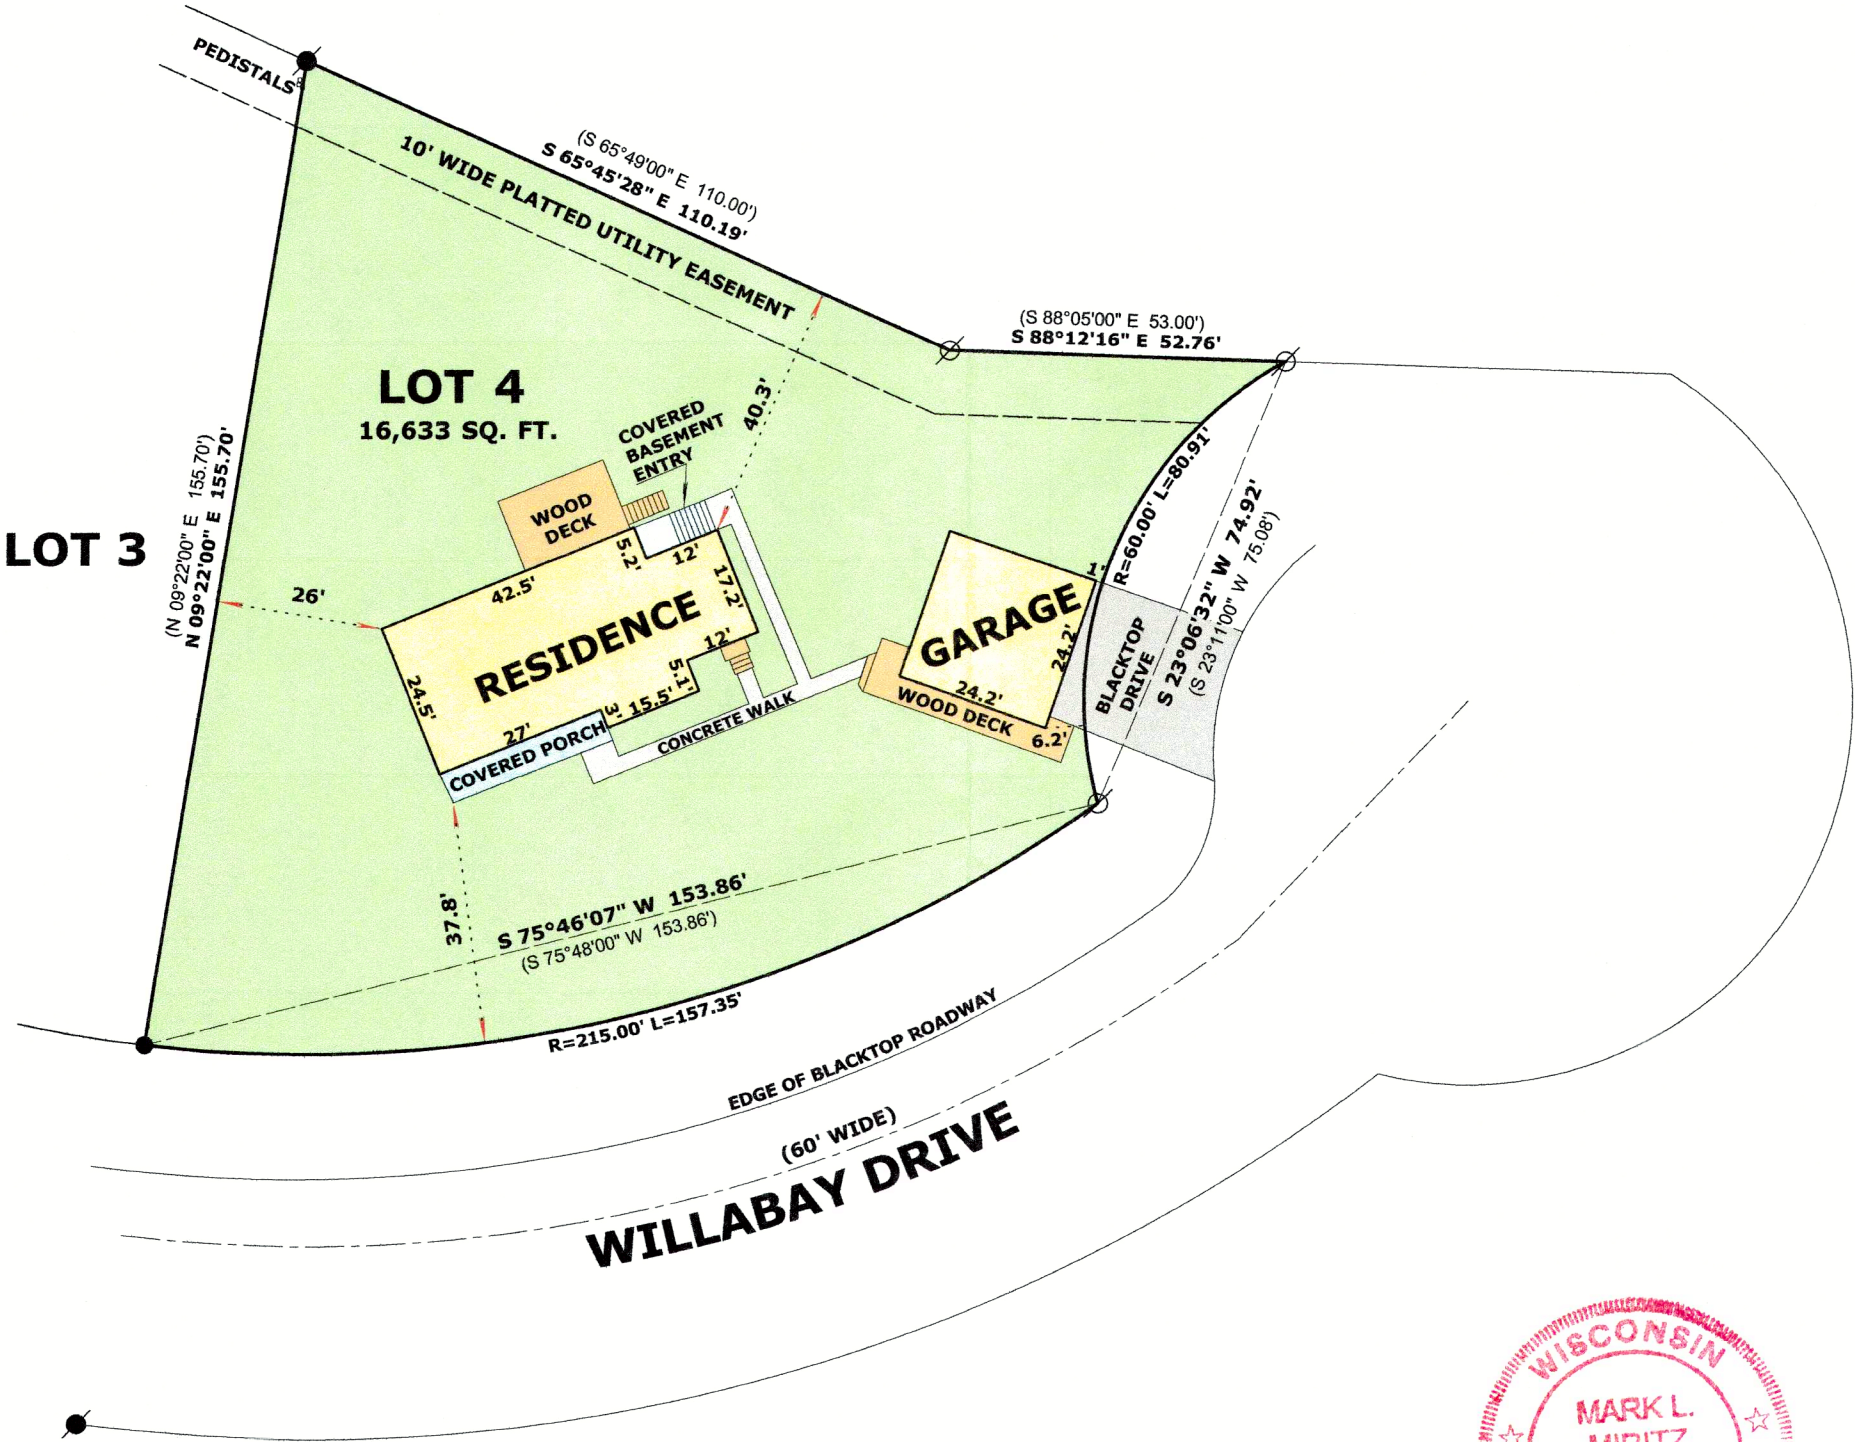 PEDISTALS
(S 65°49'00" E 110.00')
S 65°45'28" E 110.19'
10' WIDE PLATTED UTILITY EASEMENT
(S 88°05'00" E 53.00')
S 88°12'16" E 52.76'
LOT 4
16,633 SQ. FT.
40.3'
COVERED
BASEMENT
ENTRY
(N 09°22'00" E 155.70')
N 09°22'00" E 155.70'
LOT 3
26'
WOOD
DECK
42.5'
5.2'
12'
17.2'
RESIDENCE
12'
5.1'
24.5'
27'
3'
15.5'
COVERED PORCH
CONCRETE WALK
GARAGE
1'
24.2'
24.2'
WOOD DECK
6.2'
R=60.00' L=80.91'
BLACKTOP
DRIVE
S 23°06'32" W 74.92'
(S 23°11'00" W 75.08')
37.8'
S 75°46'07" W 153.86'
(S 75°48'00" W 153.86')
R=215.00' L=157.35'
EDGE OF BLACKTOP ROADWAY
(60' WIDE)
WILLABAY DRIVE
WISCONSIN
MARK L.